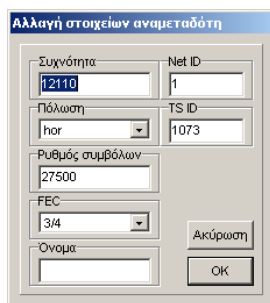 Αλλαγή στοιχείων αναμεταδότη
Συχνότητα
12110
Net ID
1
Πόλωση
hor
TS ID
1073
Ρυθμός συμβόλων
27500
FEC
3/4
Όνομα
Ακύρωση
OK